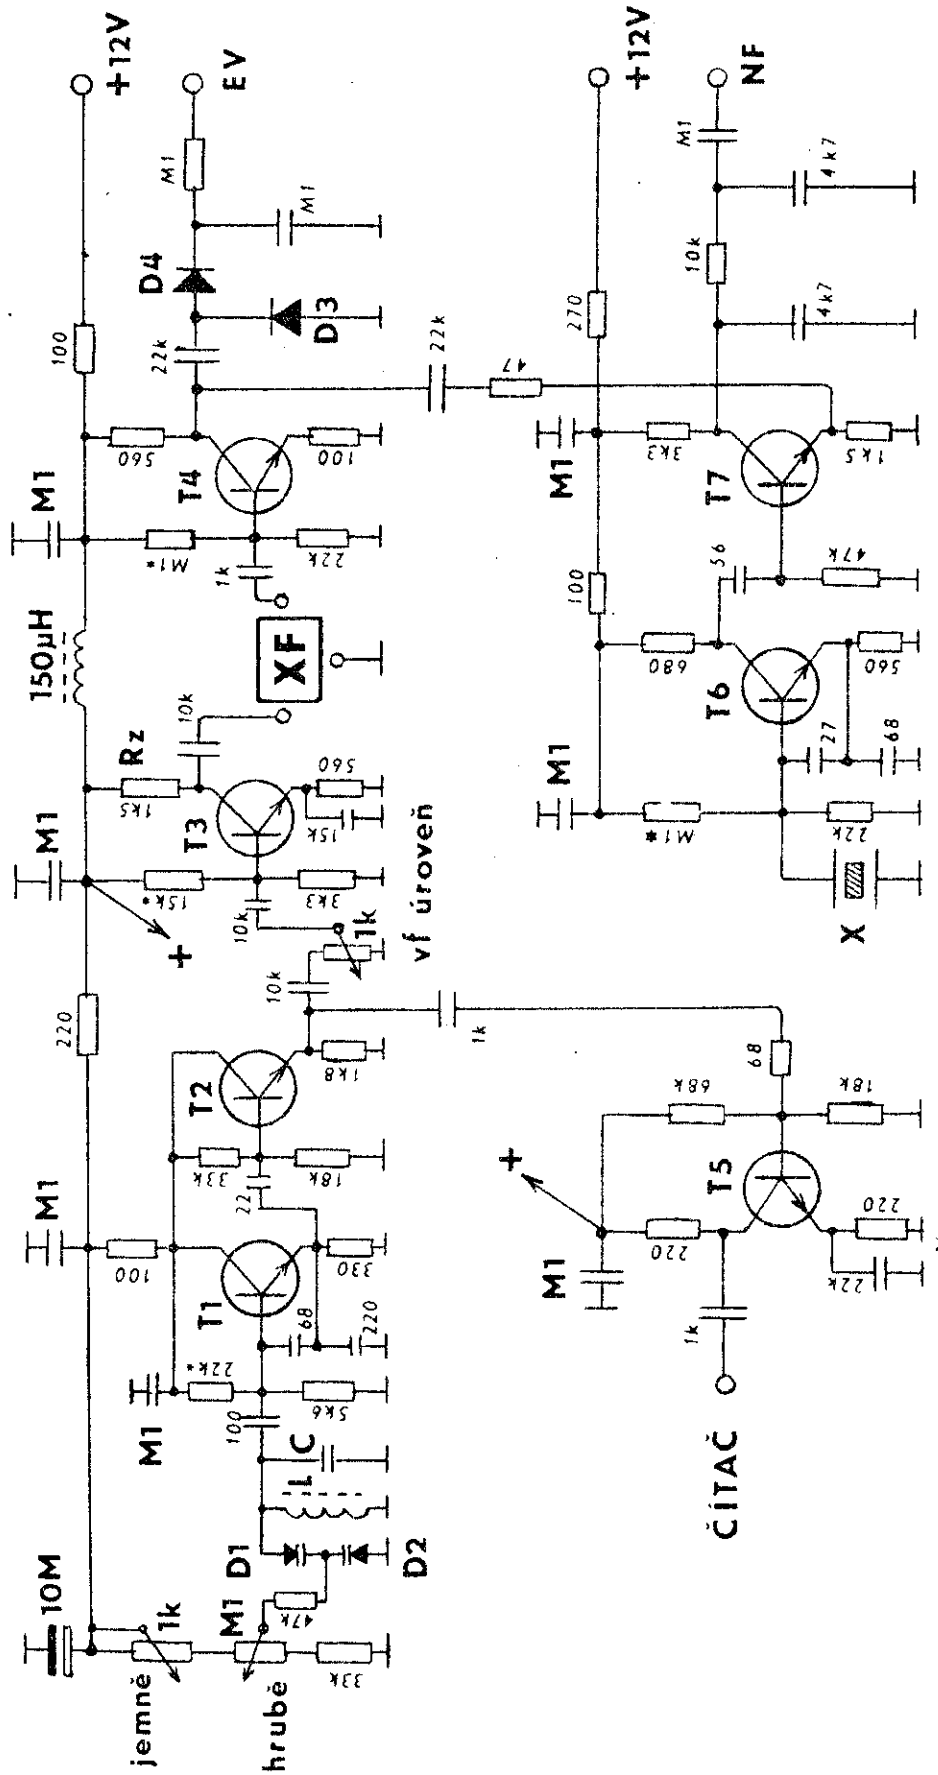 10M
M1
M1
150µH
M1
220
100
+12V
jemně
1k
M1
100
+
15k*
1k5
Rz
M1*
560
22k
D4
M1
EV
22k*
T1
33k
T2
T3
10k
T4
hrubě
M1
D1
100
22
10k
XF
1k
D3
M1
47k
L
C
68
10k
15k
33k
D2
5k6
220
330
18k
1k8
1k
3k3
560
22k
100
vf úroveň
22k
47
1k
M1
+
M1
M1
100
270
+12V
220
68k
M1*
680
3k3
10k
M1
NF
ČÍTAČ
1k
T5
68
T6
56
T7
X
27
22k
220
18k
22k
68
560
47k
1k5
4k7
4k7